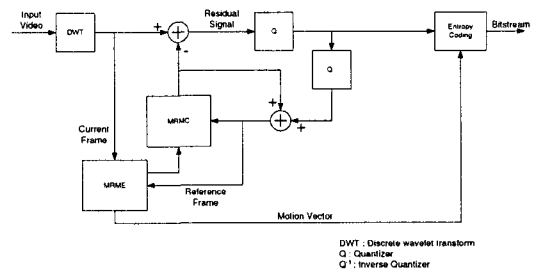 Input
Video
DWT
+
-
Residual
Signal
Q
Entropy
Coding
Bitstream
Q
+
+
MRMC
Current
Frame
MRME
Reference
Frame
Motion Vector
DWT : Discrete wavelet transform
Q : Quantizer
Q⁻¹ : Inverse Quantizer